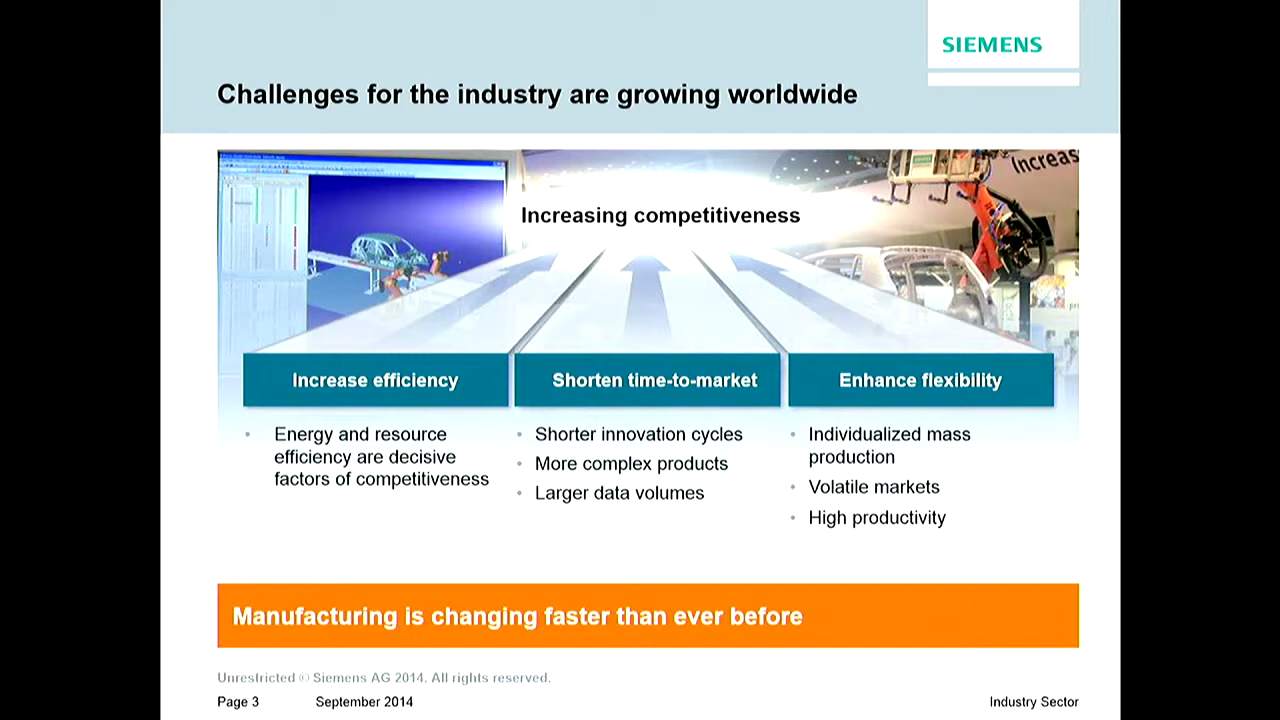 SIEMENS
Challenges for the industry are growing worldwide
Increas
Increasing competitiveness
Increase efficiency
Shorten time-to-market
Enhance flexibility
• Energy and resource
efficiency are decisive
factors of competitiveness
• Shorter innovation cycles
• More complex products
• Larger data volumes
• Individualized mass
production
• Volatile markets
• High productivity
Manufacturing is changing faster than ever before
Unrestricted © Siemens AG 2014. All rights reserved.
Page 3 September 2014 Industry Sector